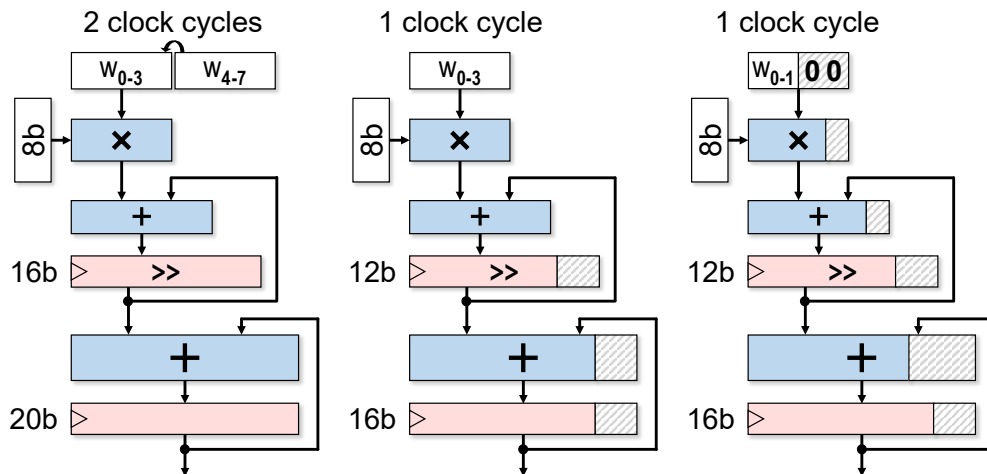 2 clock cycles
1 clock cycle
1 clock cycle
W0-3 W4-7
W0-3
W0-1 0 0
8b ×
8b ×
8b ×
+
+
+
16b >>
12b >>
12b >>
+
+
+
20b
16b
16b